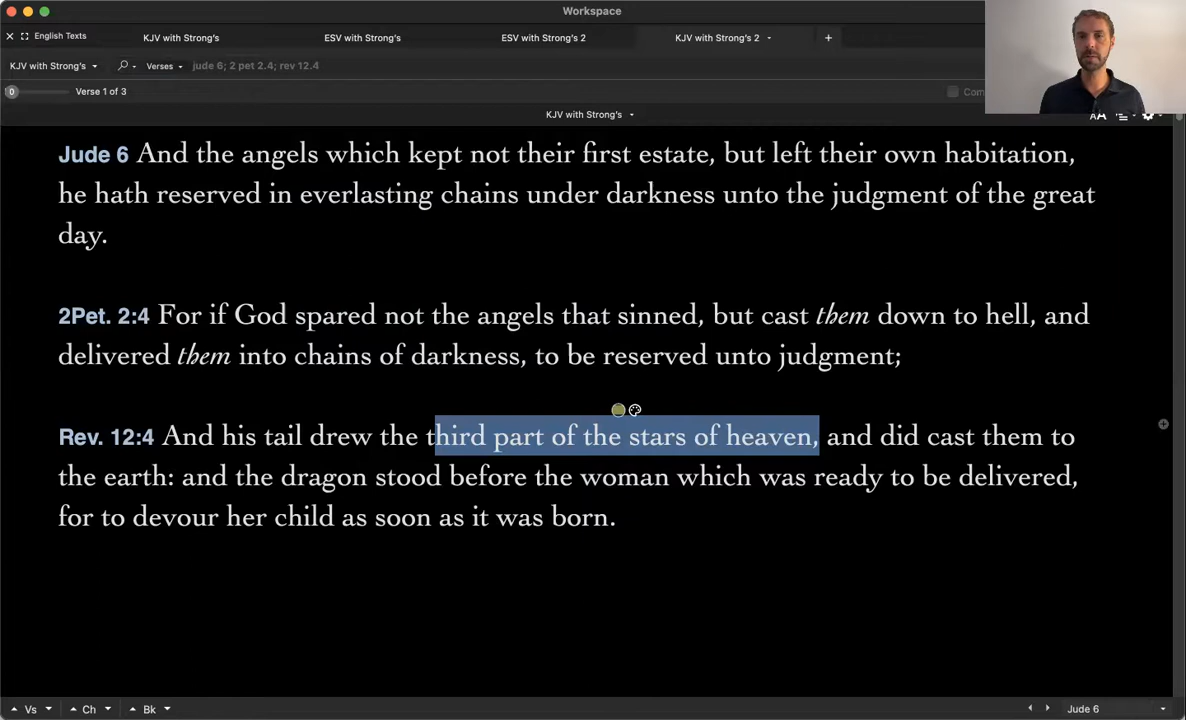 Workspace
English Texts
KJV with Strong's
ESV with Strong's
ESV with Strong's 2
KJV with Strong's 2
+
KJV with Strong's
Verses
jude 6; 2 pet 2.4; rev 12.4
0
Verse 1 of 3
Com
KJV with Strong's
AA
Jude 6 And the angels which kept not their first estate, but left their own habitation,
he hath reserved in everlasting chains under darkness unto the judgment of the great
day.
2Pet. 2:4 For if God spared not the angels that sinned, but cast them down to hell, and
delivered them into chains of darkness, to be reserved unto judgment;
Rev. 12:4 And his tail drew the third part of the stars of heaven, and did cast them to
the earth: and the dragon stood before the woman which was ready to be delivered,
for to devour her child as soon as it was born.
Vs
Ch
Bk
Jude 6